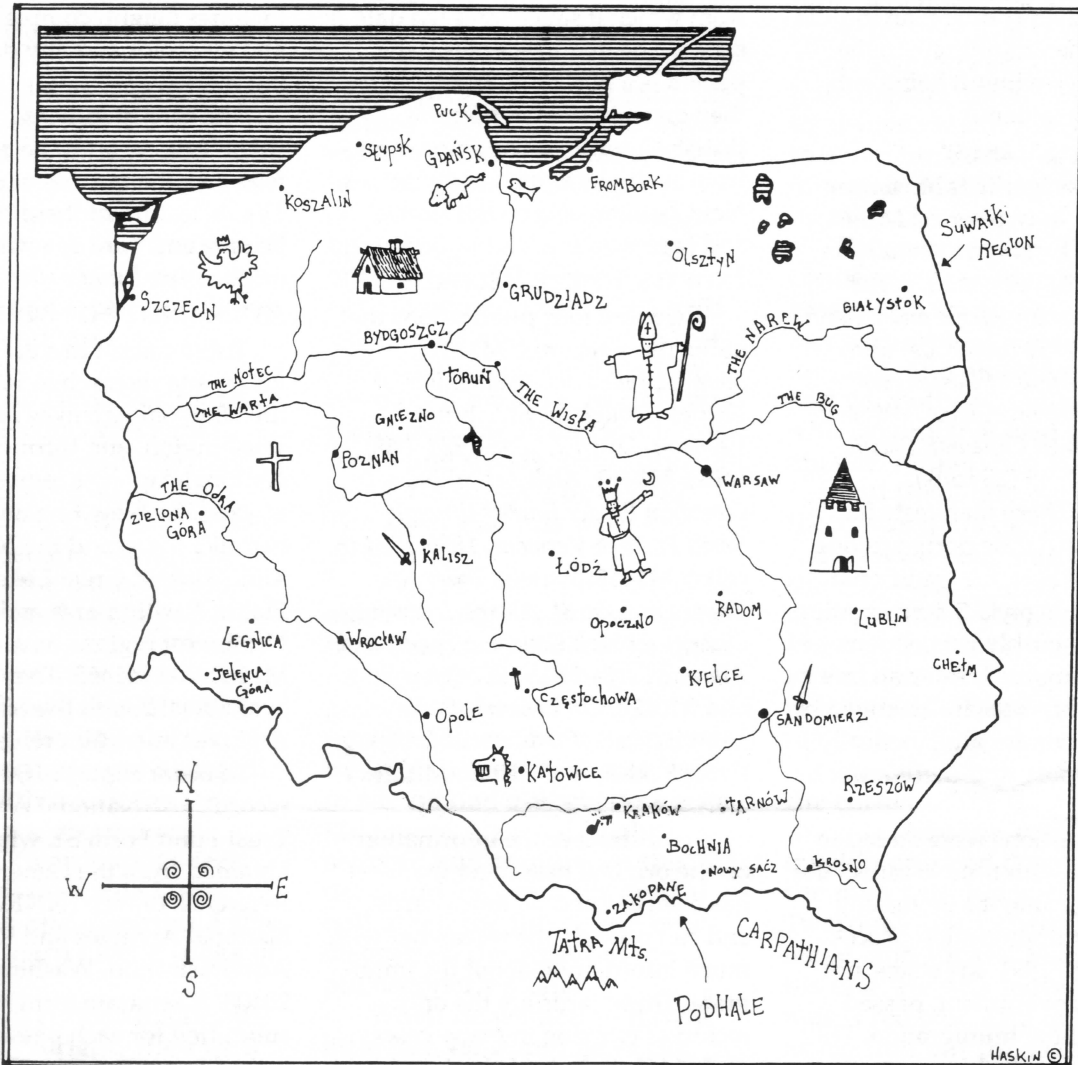 PUCK
SŁUPSK
GDAŃSK
KOSZALIN
FROMBORK
SUWAŁKI
REGION
OLSZTYN
SZCZECIN
GRUDZIADZ
BIAŁYSTOK
BYDGOSZCZ
THE NAREW
TORUŃ
THE NOTEC
THE WARTA
THE WISŁA
THE BUG
GNIEZNO
POZNAN
WARSAW
THE ODRA
ZIELONA
GÓRA
KALISZ
ŁÓDŹ
RADOM
OPOCZNO
LUBLIN
LEGNICA
WROCŁAW
CHEŁM
JELENIA
GÓRA
KIELCE
CZĘSTOCHOWA
OPOLE
SANDOMIERZ
KATOWICE
RZESZÓW
KRAKÓW
TARNÓW
BOCHNIA
NOWY SĄCZ
KROSNO
ZAKOPANE
TATRA MTS.
CARPATHIANS
PODHALE
N
W E
S
HASKIN ©